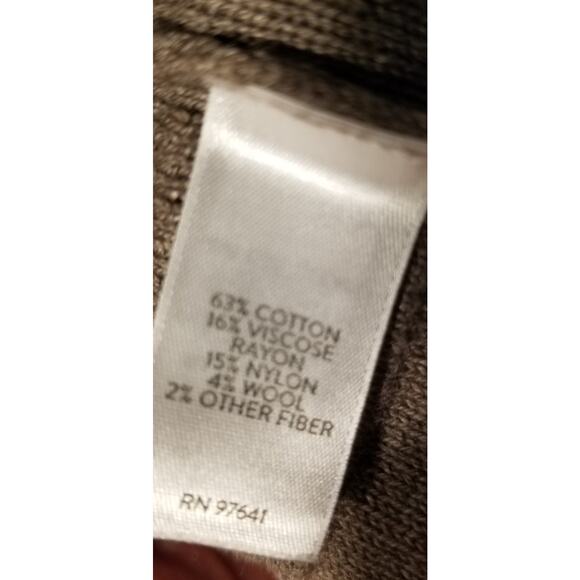 63% COTTON
16% VISCOSE
RAYON
15% NYLON
4% WOOL
2% OTHER FIBER
RN 97641